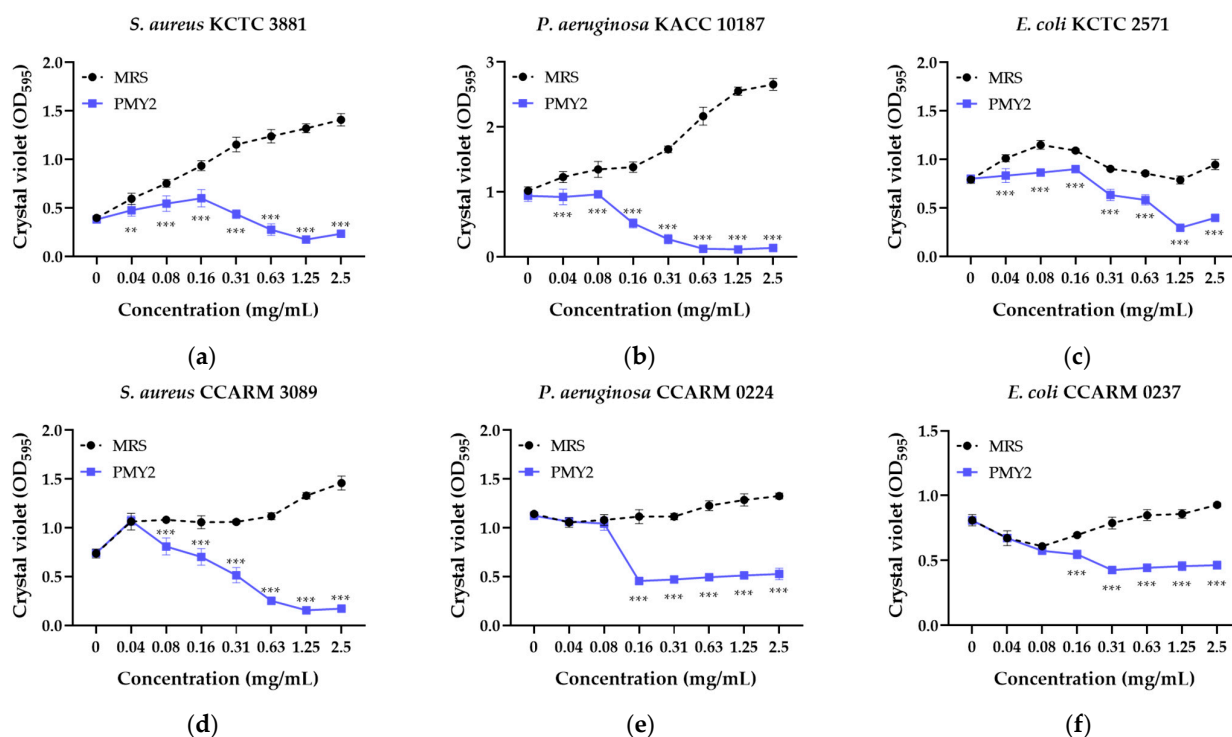 S. aureus KCTC 3881
2.0
1.5
1.0
0.5
0.0
Crystal violet (OD595)
MRS
PMY2
** *** *** *** *** *** ***
0 0.04 0.08 0.16 0.31 0.63 1.25 2.5
Concentration (mg/mL)
(a)
P. aeruginosa KACC 10187
3
2
1
0
Crystal violet (OD595)
MRS
PMY2
*** *** *** *** *** *** ***
0 0.04 0.08 0.16 0.31 0.63 1.25 2.5
Concentration (mg/mL)
(b)
E. coli KCTC 2571
2.0
1.5
1.0
0.5
0.0
Crystal violet (OD595)
MRS
PMY2
*** *** *** *** *** *** ***
0 0.04 0.08 0.16 0.31 0.63 1.25 2.5
Concentration (mg/mL)
(c)
S. aureus CCARM 3089
2.0
1.5
1.0
0.5
0.0
Crystal violet (OD595)
MRS
PMY2
*** *** *** *** *** ***
0 0.04 0.08 0.16 0.31 0.63 1.25 2.5
Concentration (mg/mL)
(d)
P. aeruginosa CCARM 0224
2.0
1.5
1.0
0.5
0.0
Crystal violet (OD595)
MRS
PMY2
*** *** *** *** ***
0 0.04 0.08 0.16 0.31 0.63 1.25 2.5
Concentration (mg/mL)
(e)
E. coli CCARM 0237
1.5
1.0
0.5
0.0
Crystal violet (OD595)
MRS
PMY2
*** *** *** *** ***
0 0.04 0.08 0.16 0.31 0.63 1.25 2.5
Concentration (mg/mL)
(f)